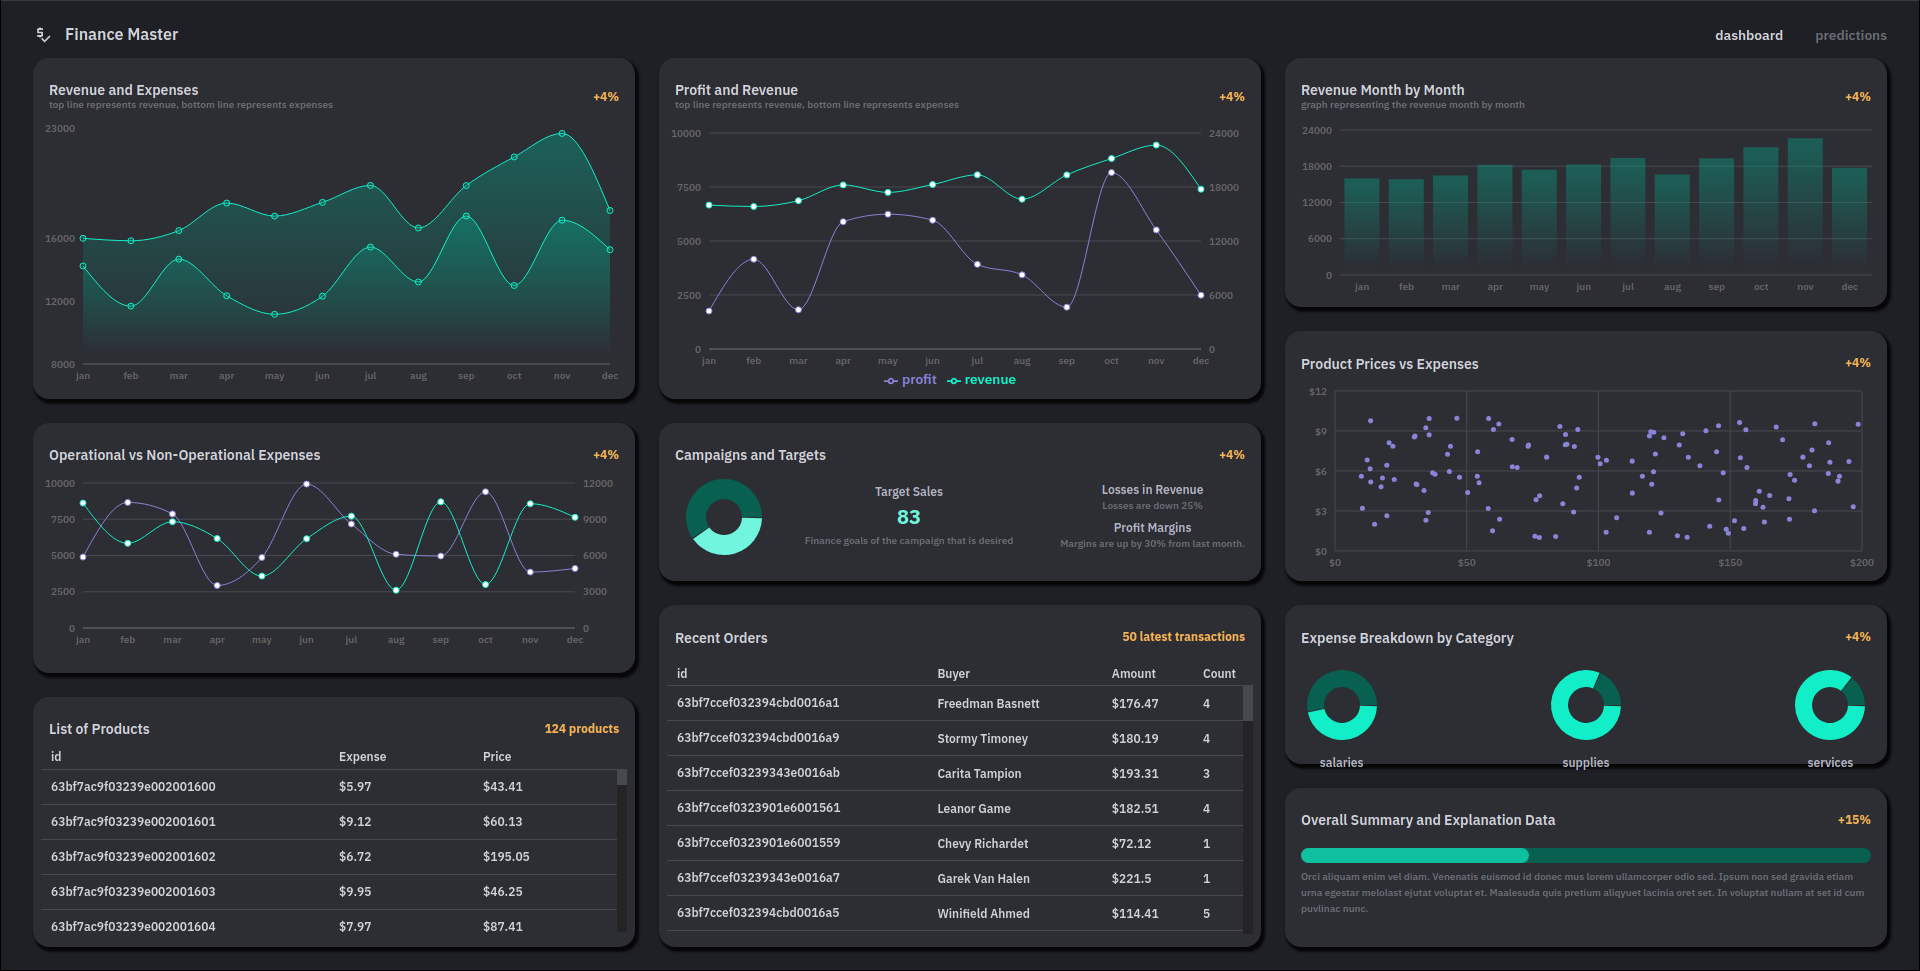 Finance Master
dashboard
predictions
Revenue and Expenses
top line represents revenue, bottom line represents expenses
+4%
23000
16000
12000
8000
jan feb mar apr may jun jul aug sep oct nov dec
Operational vs Non-Operational Expenses
+4%
10000 12000
7500 9000
5000 6000
2500 3000
0 0
jan feb mar apr may jun jul aug sep oct nov dec
List of Products
124 products
id Expense Price
63bf7ac9f03239e002001600 $5.97 $43.41
63bf7ac9f03239e002001601 $9.12 $60.13
63bf7ac9f03239e002001602 $6.72 $195.05
63bf7ac9f03239e002001603 $9.95 $46.25
63bf7ac9f03239e002001604 $7.97 $87.41
Profit and Revenue
top line represents revenue, bottom line represents expenses
+4%
10000 24000
7500 18000
5000 12000
2500 6000
0 0
jan feb mar apr may jun jul aug sep oct nov dec
profit revenue
Campaigns and Targets
+4%
Target Sales
83
Finance goals of the campaign that is desired
Losses in Revenue
Losses are down 25%
Profit Margins
Margins are up by 30% from last month.
Recent Orders
50 latest transactions
id Buyer Amount Count
63bf7ccef032394cbd0016a1 Freedman Basnett $176.47 4
63bf7ccef032394cbd0016a9 Stormy Timoney $180.19 4
63bf7ccef03239343e0016ab Carita Tampion $193.31 3
63bf7ccef0323901e6001561 Leanor Game $182.51 4
63bf7ccef0323901e6001559 Chevy Richardet $72.12 1
63bf7ccef03239343e0016a7 Garek Van Halen $221.5 1
63bf7ccef032394cbd0016a5 Winifield Ahmed $114.41 5
Revenue Month by Month
graph representing the revenue month by month
+4%
24000
18000
12000
6000
0
jan feb mar apr may jun jul aug sep oct nov dec
Product Prices vs Expenses
+4%
$12
$9
$6
$3
$0
$0 $50 $100 $150 $200
Expense Breakdown by Category
+4%
salaries supplies services
Overall Summary and Explanation Data
+15%
Orci aliquam enim vel diam. Venenatis euismod id donec mus lorem ullamcorper odio sed. Ipsum non sed gravida etiam
urna egestar melolast ejutat voluptat et. Maalesuda quis pretium aliqyuet lacinia oret set. In voluptat nullam at set id cum
puvlinac nunc.